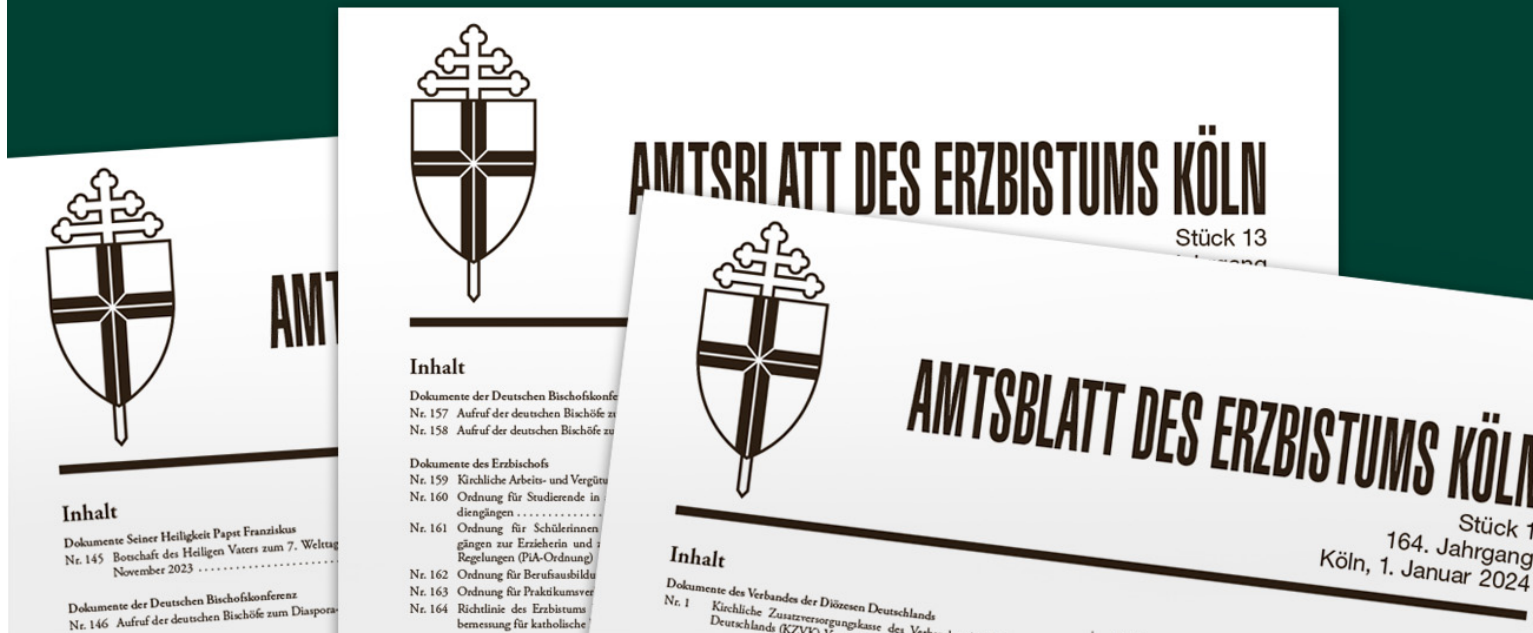 AMT
Inhalt
Dokumente Seiner Heiligkeit Papst Franziskus
Nr. 145 Botschaft des Heiligen Vaters zum 7. Welttag
November 2023
Dokumente der Deutschen Bischofskonferenz
Nr. 146 Aufruf der deutschen Bischöfe zum Diaspora-
AMTSBLATT DES ERZBISTUMS KÖLN
Stück 13
Inhalt
Dokumente der Deutschen Bischofskonfe
Nr. 157 Aufruf der deutschen Bischöfe zu
Nr. 158 Aufruf der deutschen Bischöfe zu
Dokumente des Erzbischofs
Nr. 159 Kirchliche Arbeits- und Vergütu
Nr. 160 Ordnung für Studierende in
diengängen
Nr. 161 Ordnung für Schülerinnen
gängen zur Erzieherin und
Regelungen (PiA-Ordnung)
Nr. 162 Ordnung für Berufsausbildu
Nr. 163 Ordnung für Praktikumsver
Nr. 164 Richtlinie des Erzbistums
bemessung für katholische
AMTSBLATT DES ERZBISTUMS KÖLN
Stück 1
164. Jahrgang
Köln, 1. Januar 2024
Inhalt
Dokumente des Verbandes der Diözesen Deutschlands
Nr. 1 Kirchliche Zusatzversorgungskasse des
Deutschlands (KZVK)